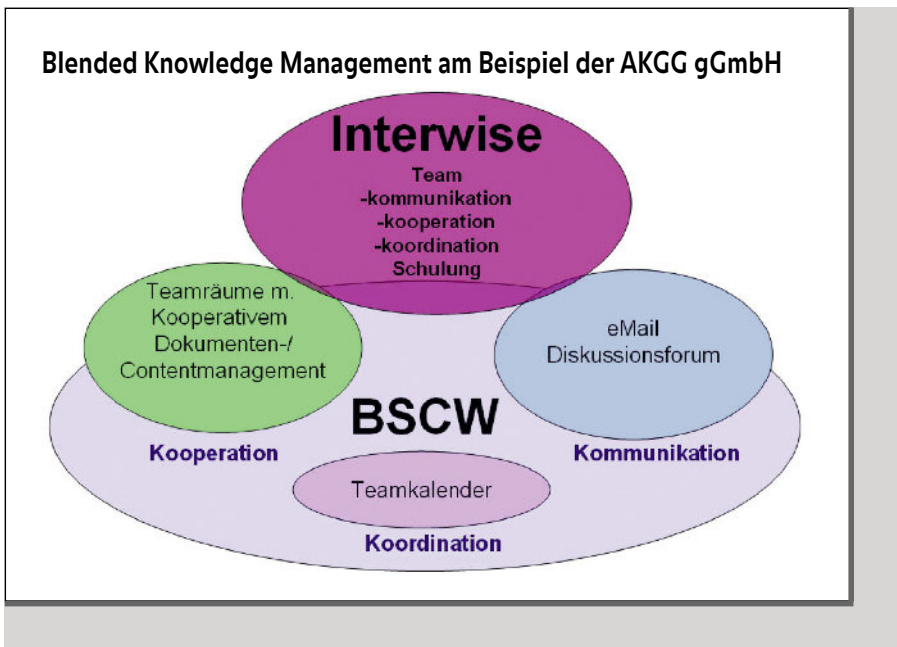 Blended Knowledge Management am Beispiel der AKGG gGmbH
Interwise
Team
-kommunikation
-kooperation
-koordination
Schulung
Teamräume m.
Kooperativem
Dokumenten-/
Contentmanagement
eMail
Diskussionsforum
BSCW
Kooperation
Kommunikation
Teamkalender
Koordination